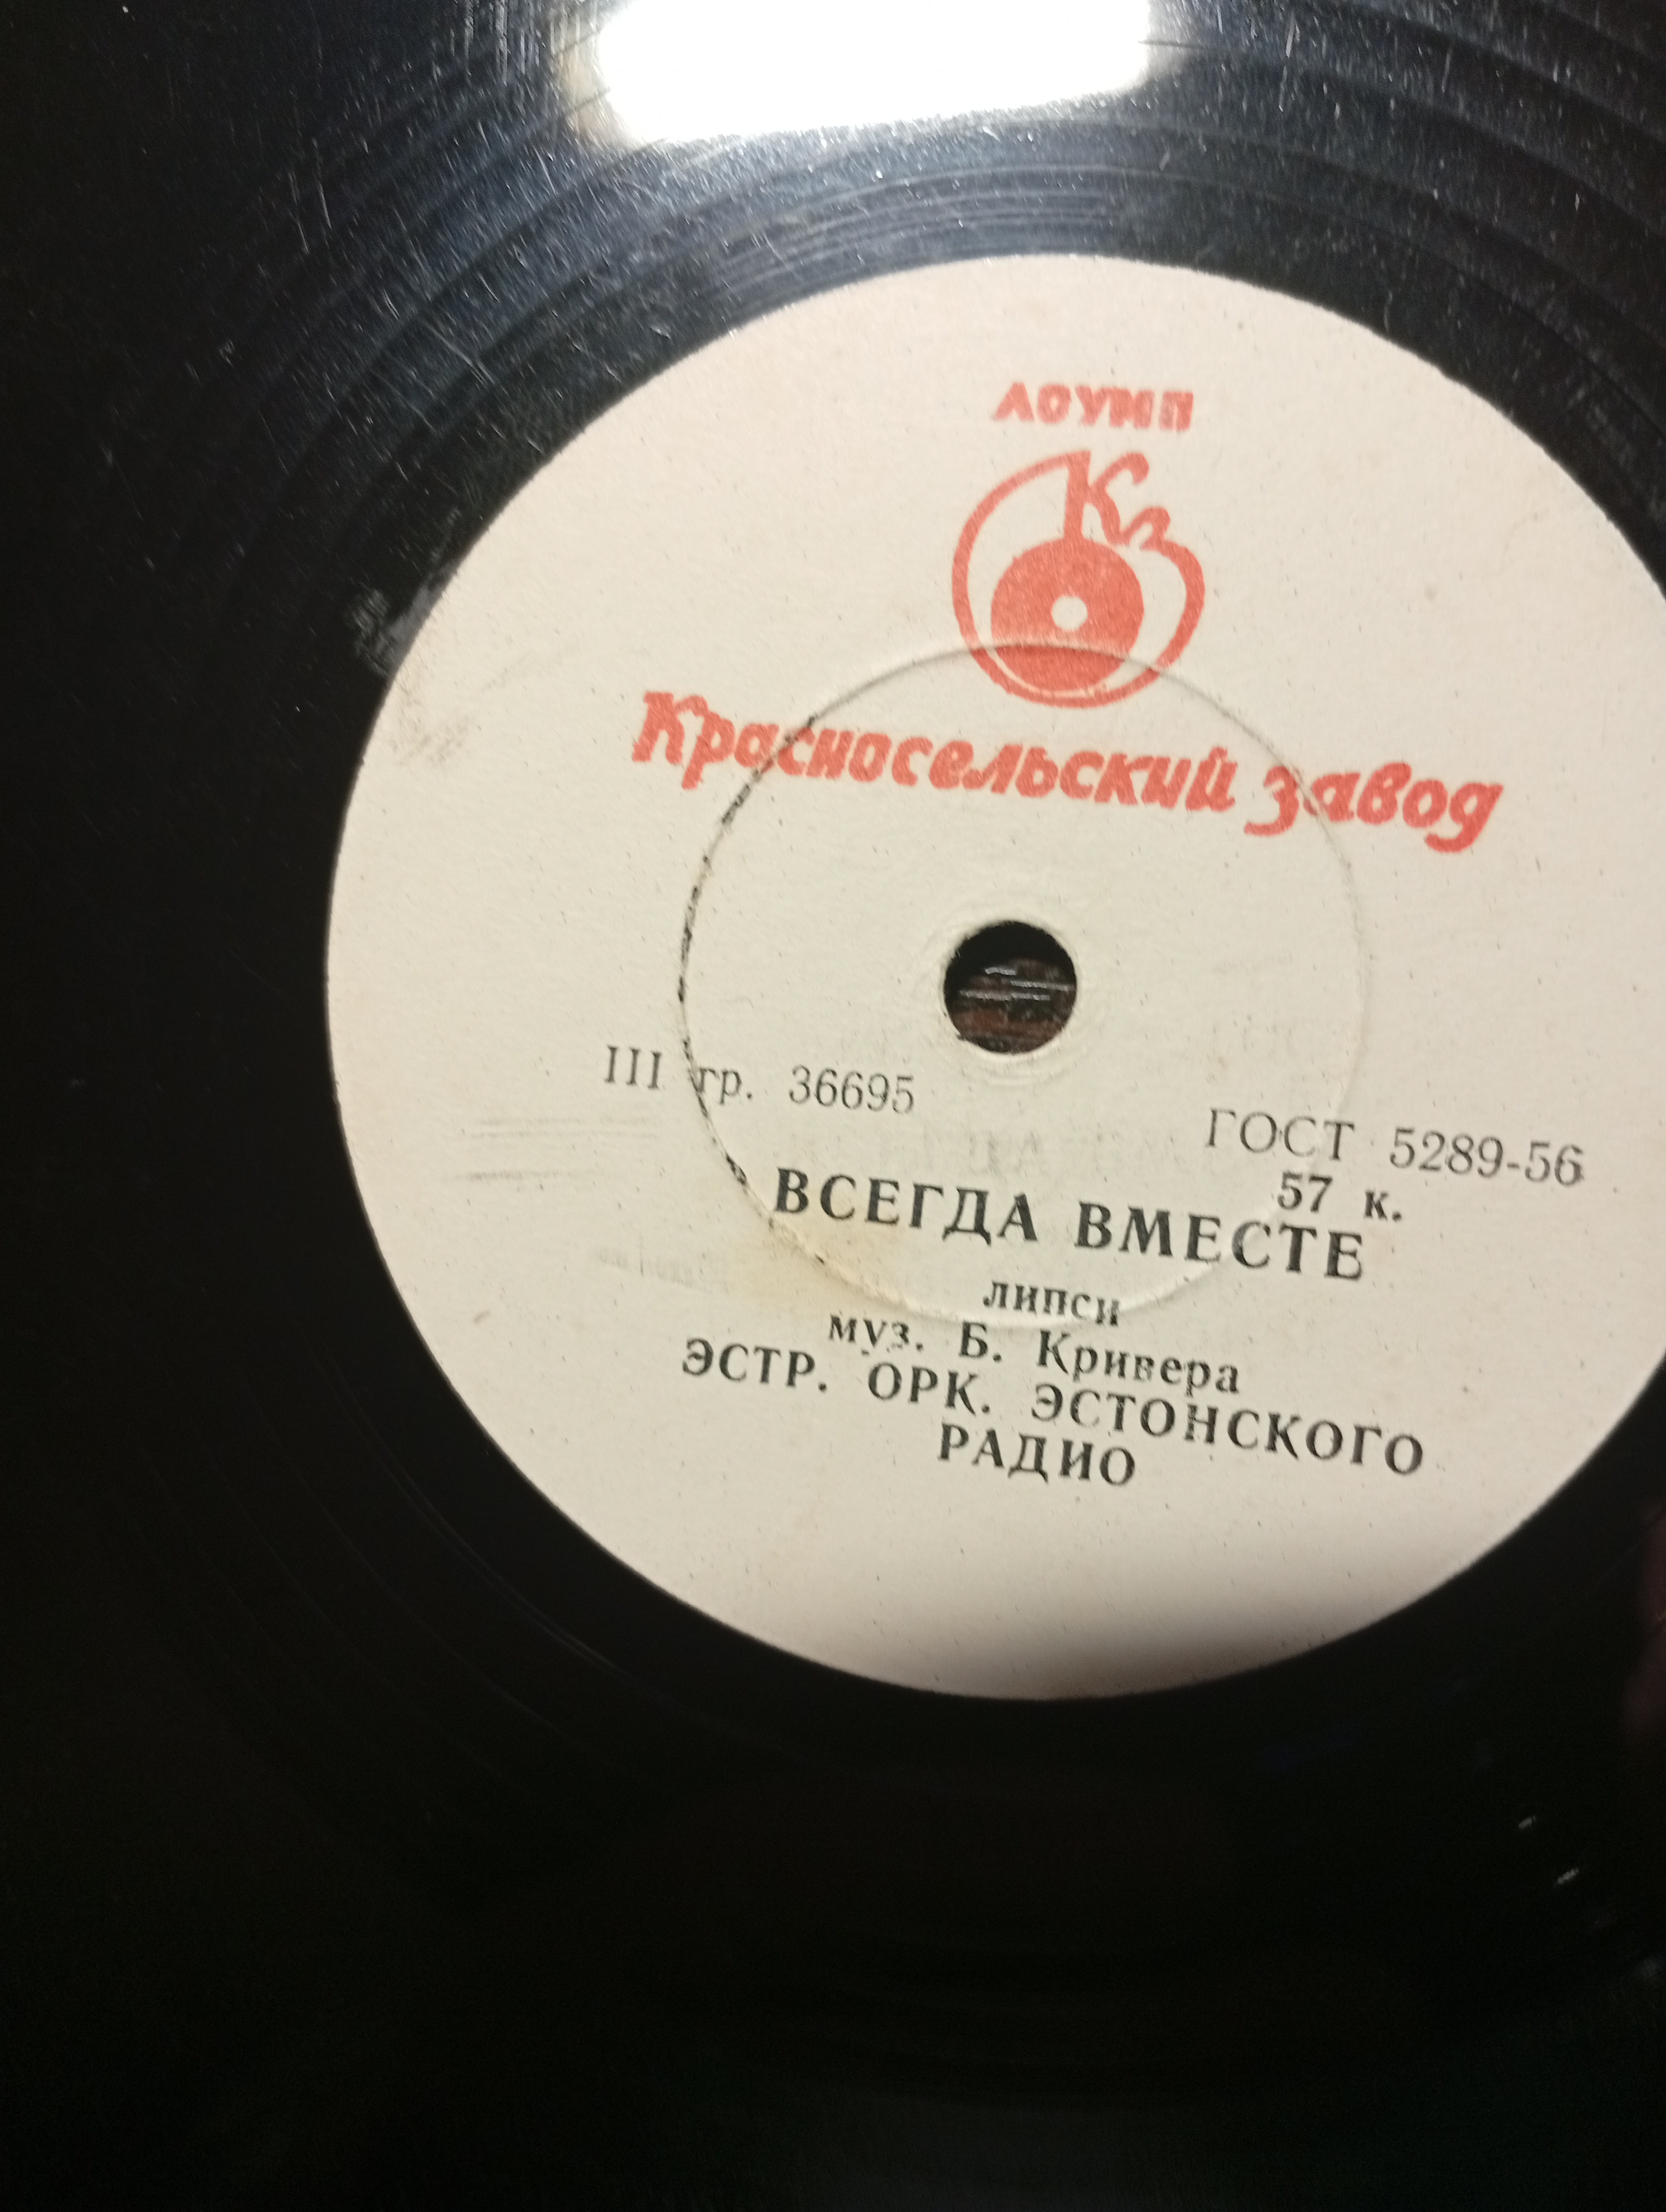 ЛОУМП
Кз
Красносельский завод
III гр. 36695
ГОСТ 5289-56
57 к.
ВСЕГДА ВМЕСТЕ
липси
муз. Б. Кривера
ЭСТР. ОРК. ЭСТОНСКОГО
РАДИО